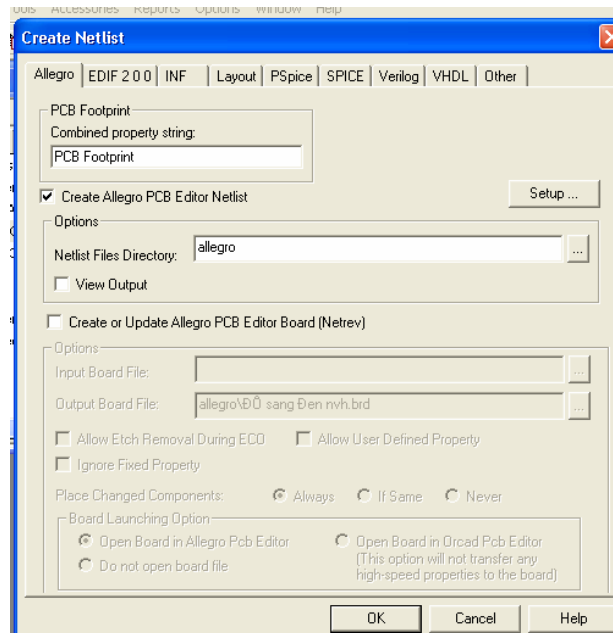 ools Accessories Reports Options Window Help
Create Netlist
Allegro EDIF 2 0 0 INF Layout PSpice SPICE Verilog VHDL Other
PCB Footprint
Combined property string:
PCB Footprint
Create Allegro PCB Editor Netlist Setup ...
Options
Netlist Files Directory: allegro ...
View Output
Create or Update Allegro PCB Editor Board (Netrev)
Options
Input Board File: ...
Output Board File: allegro\ĐÔ sang Đen nvh.brd ...
Allow Etch Removal During ECO Allow User Defined Property
Ignore Fixed Property
Place Changed Components: Always If Same Never
Board Launching Option
Open Board in Allegro Pcb Editor Open Board in Orcad Pcb Editor
Do not open board file (This option will not transfer any
high-speed properties to the board)
OK Cancel Help